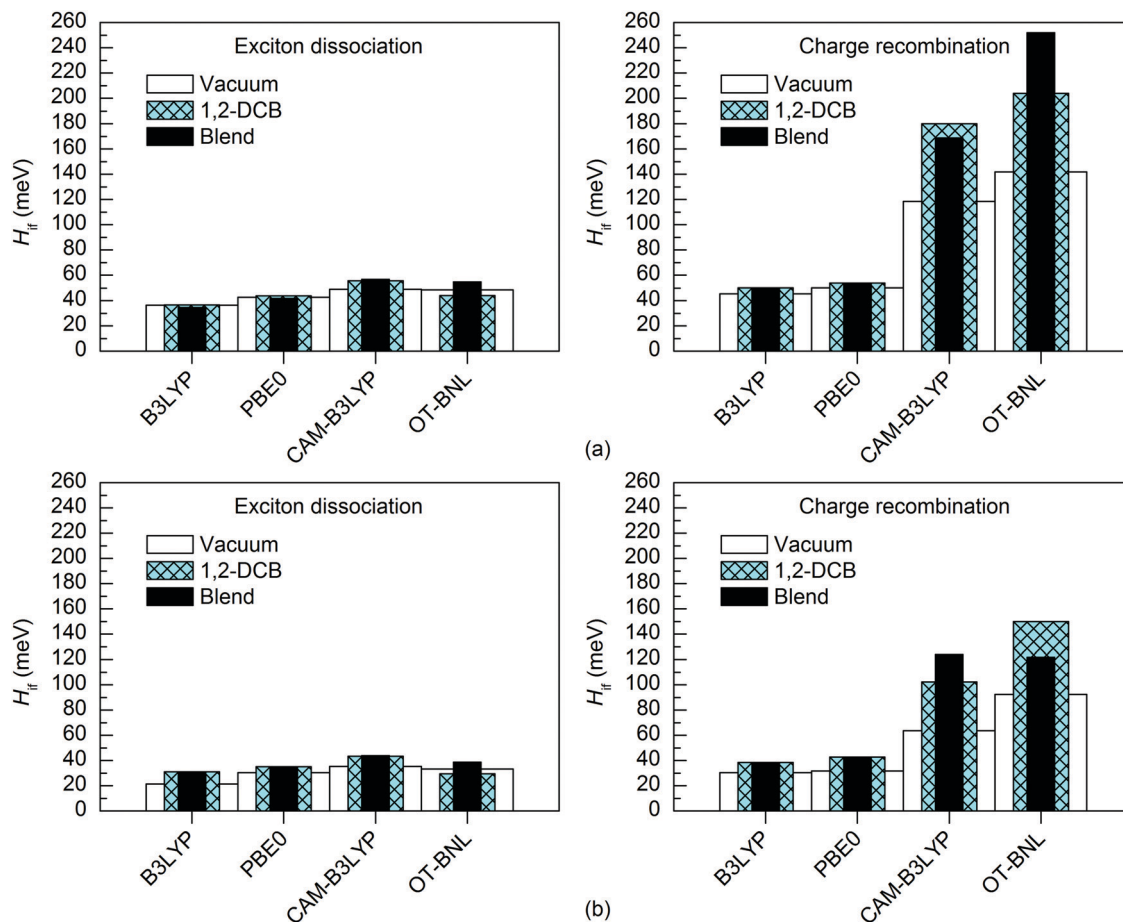 Exciton dissociation
Vacuum
1,2-DCB
Blend
H_if (meV)
260
240
220
200
180
160
140
120
100
80
60
40
20
0
B3LYP
PBE0
CAM-B3LYP
OT-BNL
Charge recombination
Vacuum
1,2-DCB
Blend
H_if (meV)
260
240
220
200
180
160
140
120
100
80
60
40
20
0
B3LYP
PBE0
CAM-B3LYP
OT-BNL
(a)
Exciton dissociation
Vacuum
1,2-DCB
Blend
H_if (meV)
260
240
220
200
180
160
140
120
100
80
60
40
20
0
B3LYP
PBE0
CAM-B3LYP
OT-BNL
Charge recombination
Vacuum
1,2-DCB
Blend
H_if (meV)
260
240
220
200
180
160
140
120
100
80
60
40
20
0
B3LYP
PBE0
CAM-B3LYP
OT-BNL
(b)